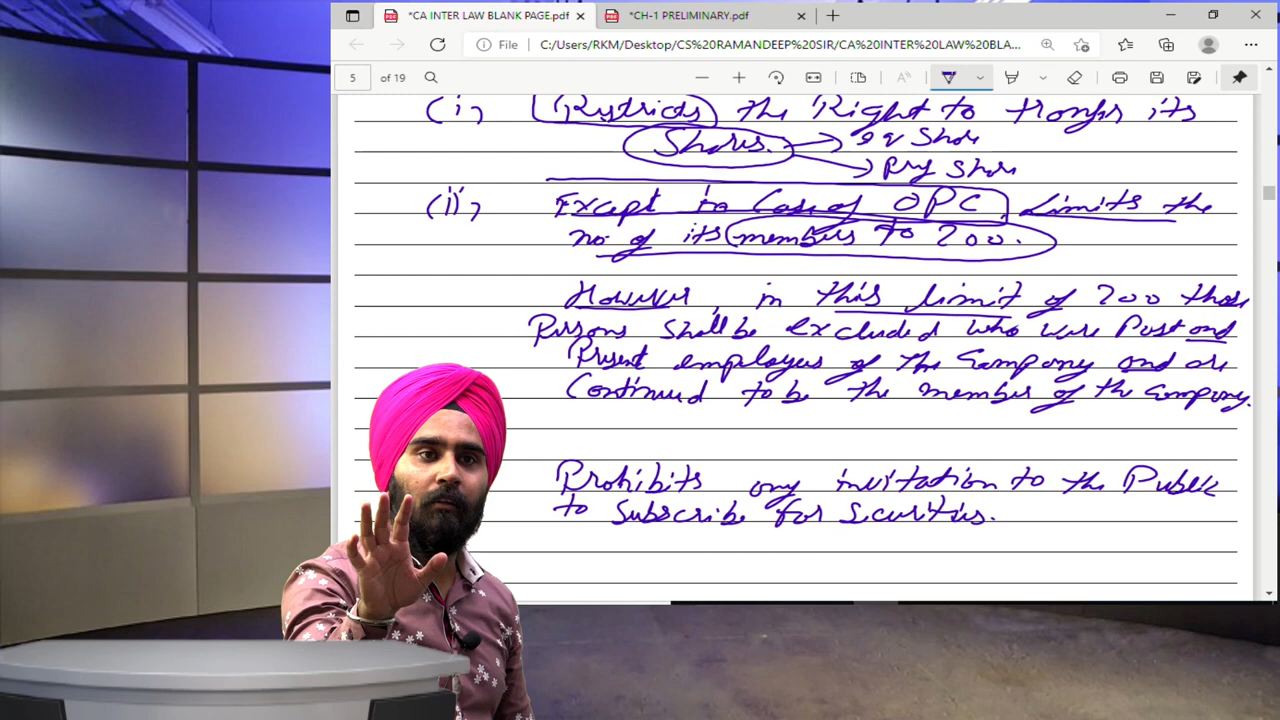 *CA INTER LAW BLANK PAGE.pdf
*CH-1 PRELIMINARY.pdf
File C:/Users/RKM/Desktop/CS%20RAMANDEEP%20SIR/CA%20INTER%20LAW%20BLA...
5 of 19
(i) Restricts the Right to transfer its
Shares. → eq Share
→ Pref Share
(ii) Except in Case of OPC, Limits the
no. of its members to 200.
However, in this limit of 200 those
Persons shall be excluded who were Past and
Present employees of the Company and are
Continued to be the member of the Company.
Prohibits any invitation to the Public
to Subscribe for Securities.